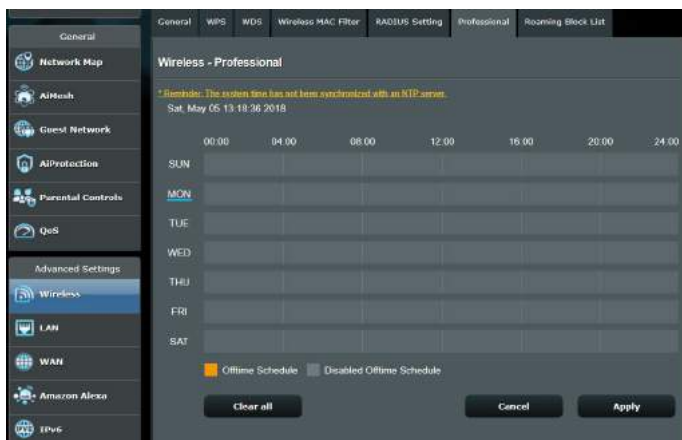 General WPS WDS Wireless MAC Filter RADIUS Setting Professional Roaming Block List
General
Network Map
AiMesh
Guest Network
AiProtection
Parental Controls
QoS
Advanced Settings
Wireless
LAN
WAN
Amazon Alexa
IPv6
Wireless - Professional
* Reminder: The system time has not been synchronized with an NTP server.
Sat, May 05 13:18:36 2018
00:00 04:00 08:00 12:00 16:00 20:00 24:00
SUN
MON
TUE
WED
THU
FRI
SAT
Offtime Schedule Disabled Offtime Schedule
Clear all Cancel Apply